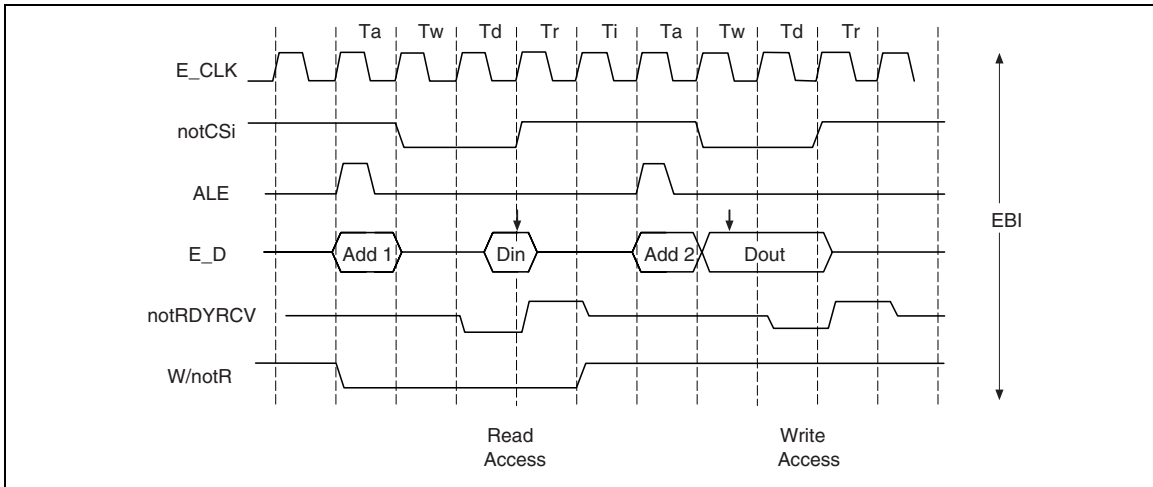 Ta Tw Td Tr Ti Ta Tw Td Tr
E_CLK
notCSi
ALE
EBI
E_D Add 1 Din Add 2 Dout
notRDYRCV
W/notR
Read Access
Write Access